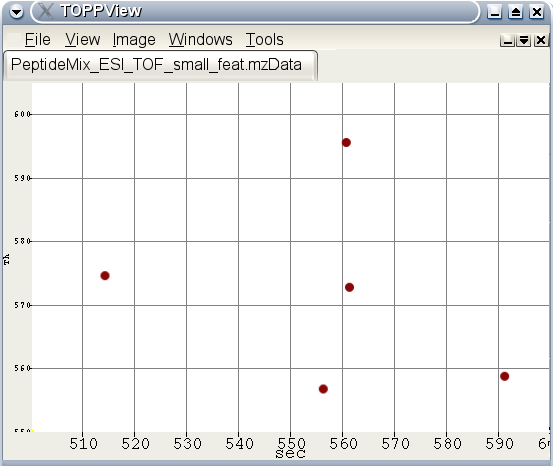 TOPPView
File View Image Windows Tools
PeptideMix_ESI_TOF_small_feat.mzData
600
590
580
Th
570
560
550
510 520 530 540 550 560 570 580 590
sec